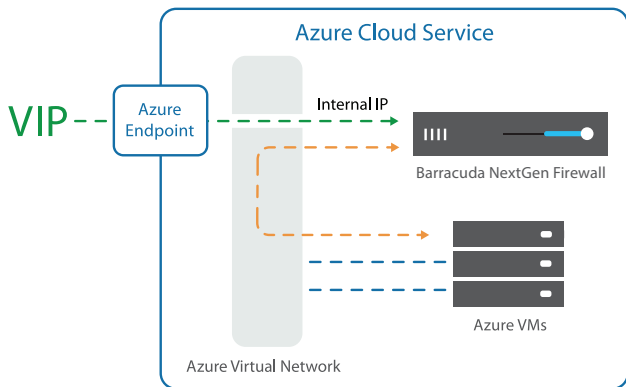 Azure Cloud Service
VIP
Azure
Endpoint
Internal IP
Barracuda NextGen Firewall
Azure VMs
Azure Virtual Network